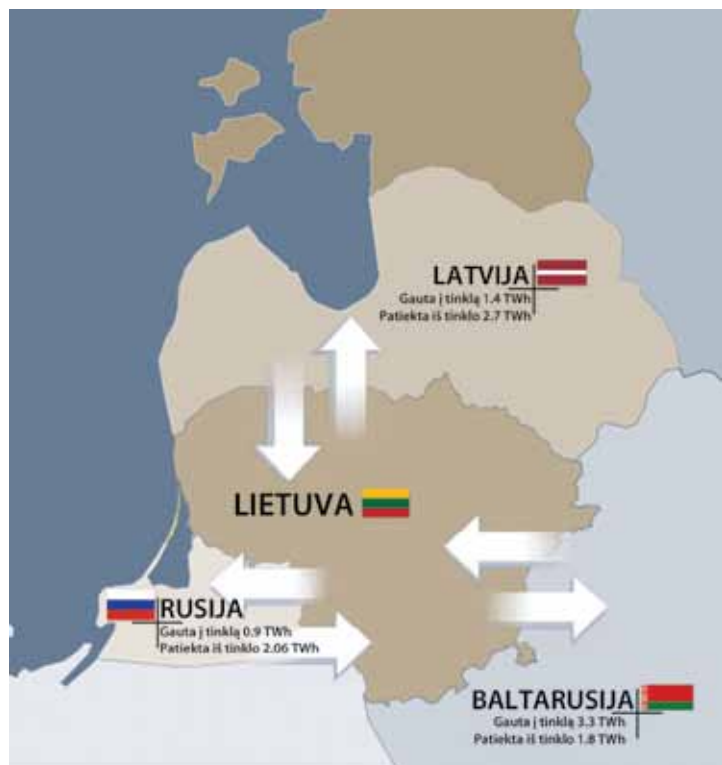 LATVIJA
Gauta į tinklą 1.4 TWh
Patiekta iš tinklo 2.7 TWh
LIETUVA
RUSIJA
Gauta į tinklą 0.9 TWh
Patiekta iš tinklo 2.06 TWh
BALTARUSIJA
Gauta į tinklą 3.3 TWh
Patiekta iš tinklo 1.8 TWh